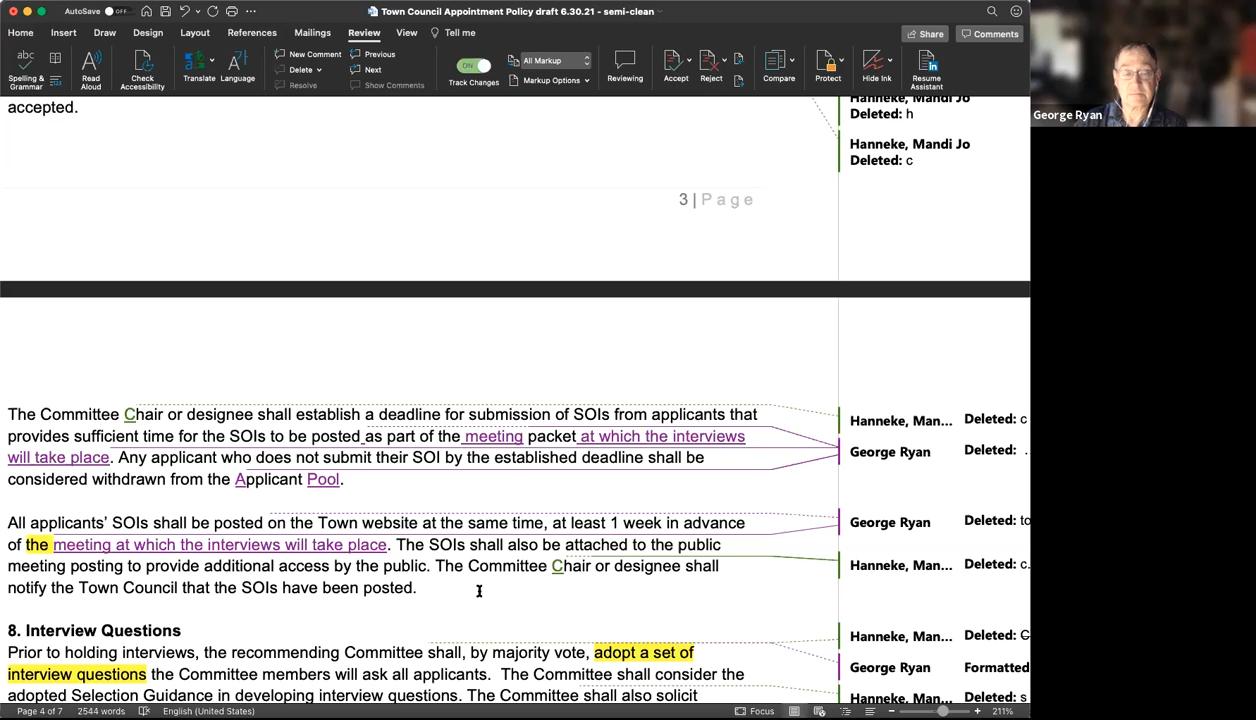 AutoSave OFF Town Council Appointment Policy draft 6.30.21 - semi-clean
Home Insert Draw Design Layout References Mailings Review View Tell me Share Comments
abc Spelling & Grammar Read Aloud Check Accessibility Translate Language New Comment Delete Resolve Previous Next Show Comments ON Track Changes All Markup Markup Options Reviewing Accept Reject Compare Protect Hide Ink Resume Assistant
George Ryan
accepted.
Hanneke, Mandi Jo
Deleted: h
Hanneke, Mandi Jo
Deleted: c
3 | Page
The Committee Chair or designee shall establish a deadline for submission of SOIs from applicants that
provides sufficient time for the SOIs to be posted as part of the meeting packet at which the interviews
will take place. Any applicant who does not submit their SOI by the established deadline shall be
considered withdrawn from the Applicant Pool.
Hanneke, Man... Deleted: c
George Ryan Deleted: .
All applicants' SOIs shall be posted on the Town website at the same time, at least 1 week in advance
of the meeting at which the interviews will take place. The SOIs shall also be attached to the public
meeting posting to provide additional access by the public. The Committee Chair or designee shall
notify the Town Council that the SOIs have been posted.
George Ryan Deleted: to
Hanneke, Man... Deleted: c.
8. Interview Questions
Prior to holding interviews, the recommending Committee shall, by majority vote, adopt a set of
interview questions the Committee members will ask all applicants. The Committee shall consider the
adopted Selection Guidance in developing interview questions. The Committee shall also solicit
Hanneke, Man... Deleted: C
George Ryan Formatted
Hanneke, Man... Deleted: s
Page 4 of 7 2544 words English (United States) Focus 211%